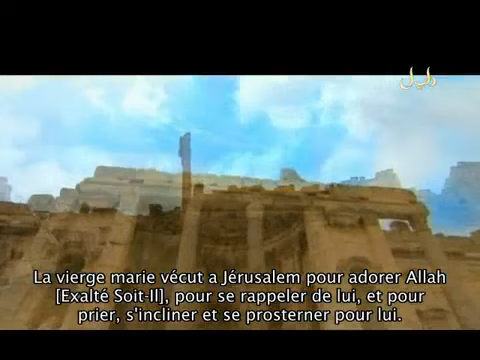 La vierge marie vécut a Jérusalem pour adorer Allah
[Exalté Soit-Il], pour se rappeler de lui, et pour
prier, s'incliner et se prosterner pour lui.